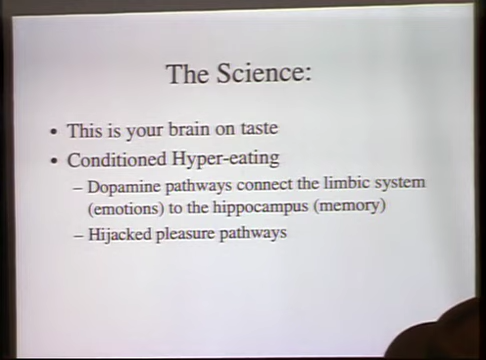 The Science:
• This is your brain on taste
• Conditioned Hyper-eating
– Dopamine pathways connect the limbic system
(emotions) to the hippocampus (memory)
– Hijacked pleasure pathways